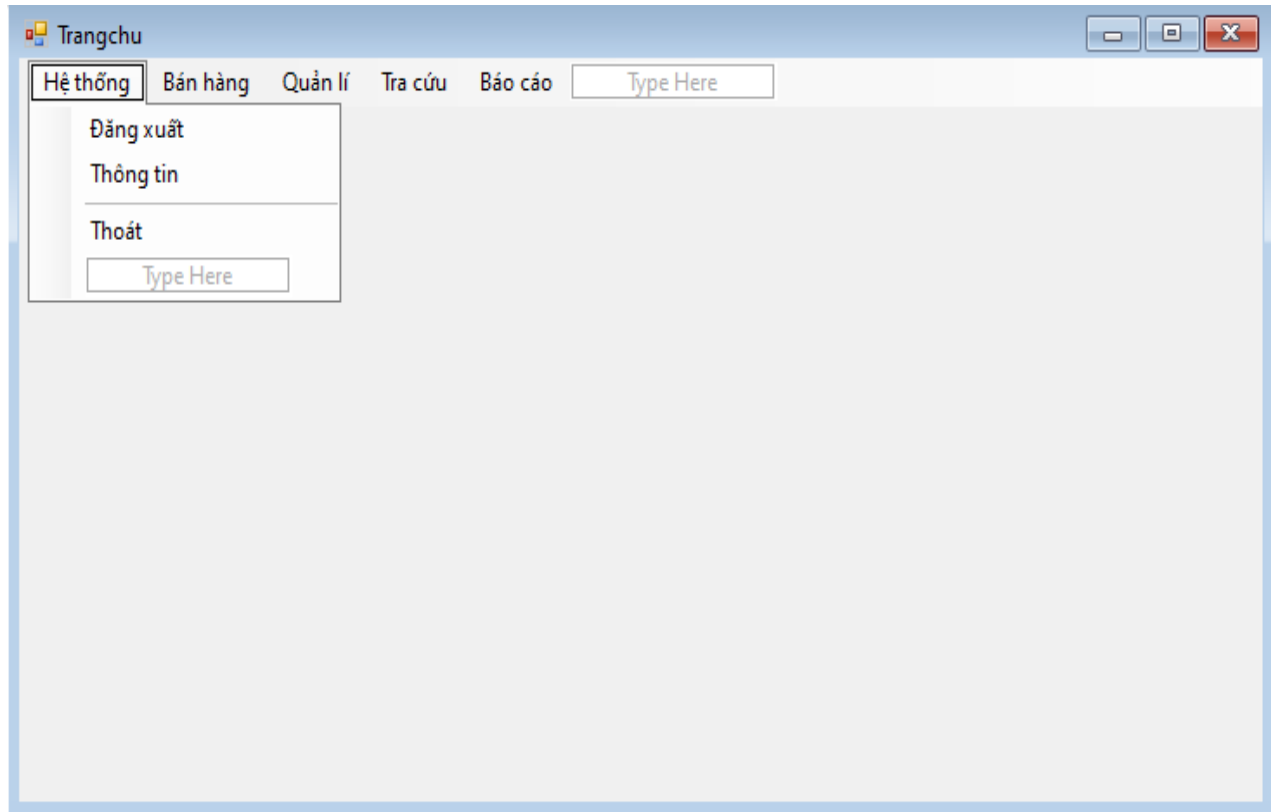 Trangchu
Hệ thống Bán hàng Quản lí Tra cứu Báo cáo Type Here
Đăng xuất
Thông tin
Thoát
Type Here